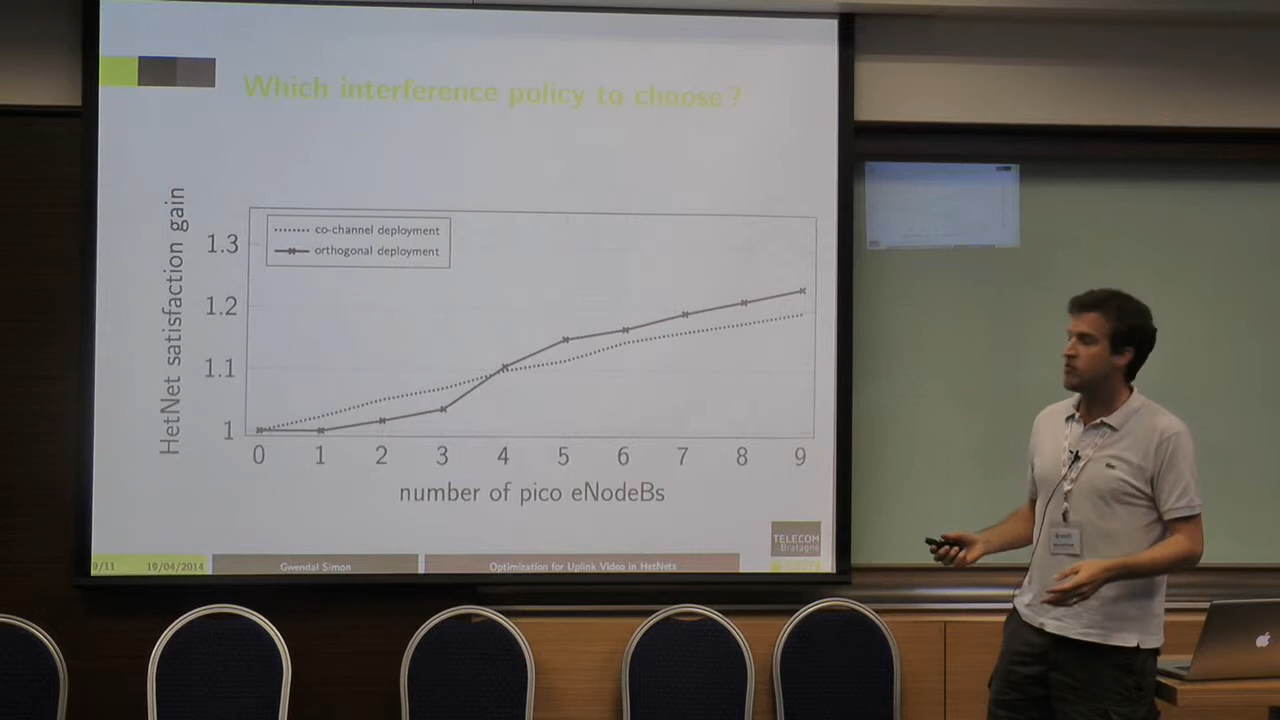 Which interference policy to choose ?
HetNet satisfaction gain
co-channel deployment
orthogonal deployment
1.3
1.2
1.1
1
0 1 2 3 4 5 6 7 8 9
number of pico eNodeBs
TELECOM
Bretagne
9/11 19/04/2014 Gwendal Simon Optimization for Uplink Video in HetNets